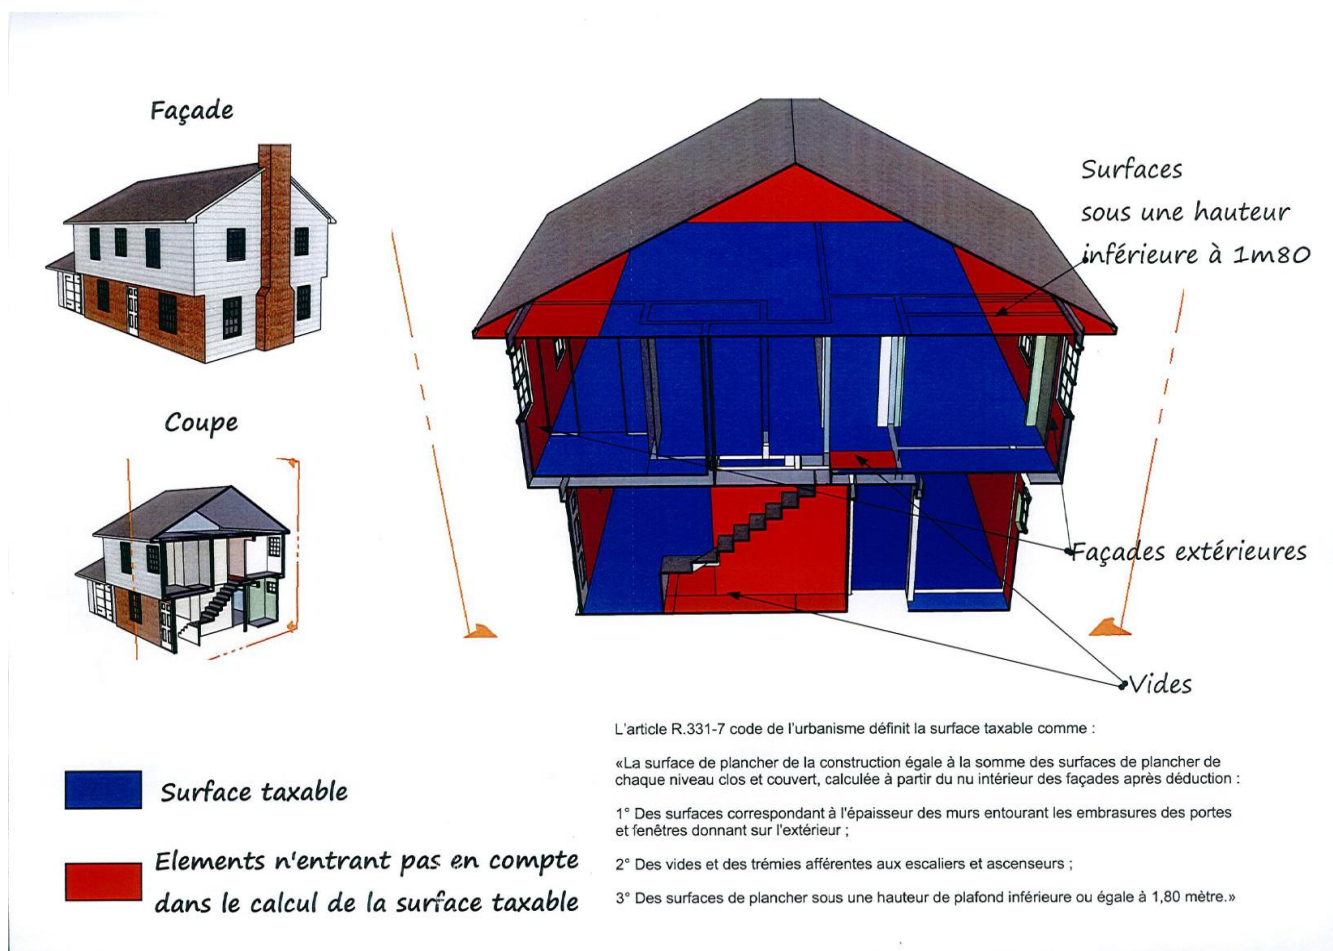 Façade
Surfaces
sous une hauteur
inférieure à 1m80
Coupe
Façades extérieures
Vides
L'article R.331-7 code de l'urbanisme définit la surface taxable comme :
«La surface de plancher de la construction égale à la somme des surfaces de plancher de
chaque niveau clos et couvert, calculée à partir du nu intérieur des façades après déduction :
1° Des surfaces correspondant à l'épaisseur des murs entourant les embrasures des portes
et fenêtres donnant sur l'extérieur ;
2° Des vides et des trémies afférentes aux escaliers et ascenseurs ;
3° Des surfaces de plancher sous une hauteur de plafond inférieure ou égale à 1,80 mètre.»
Surface taxable
Elements n'entrant pas en compte
dans le calcul de la surface taxable